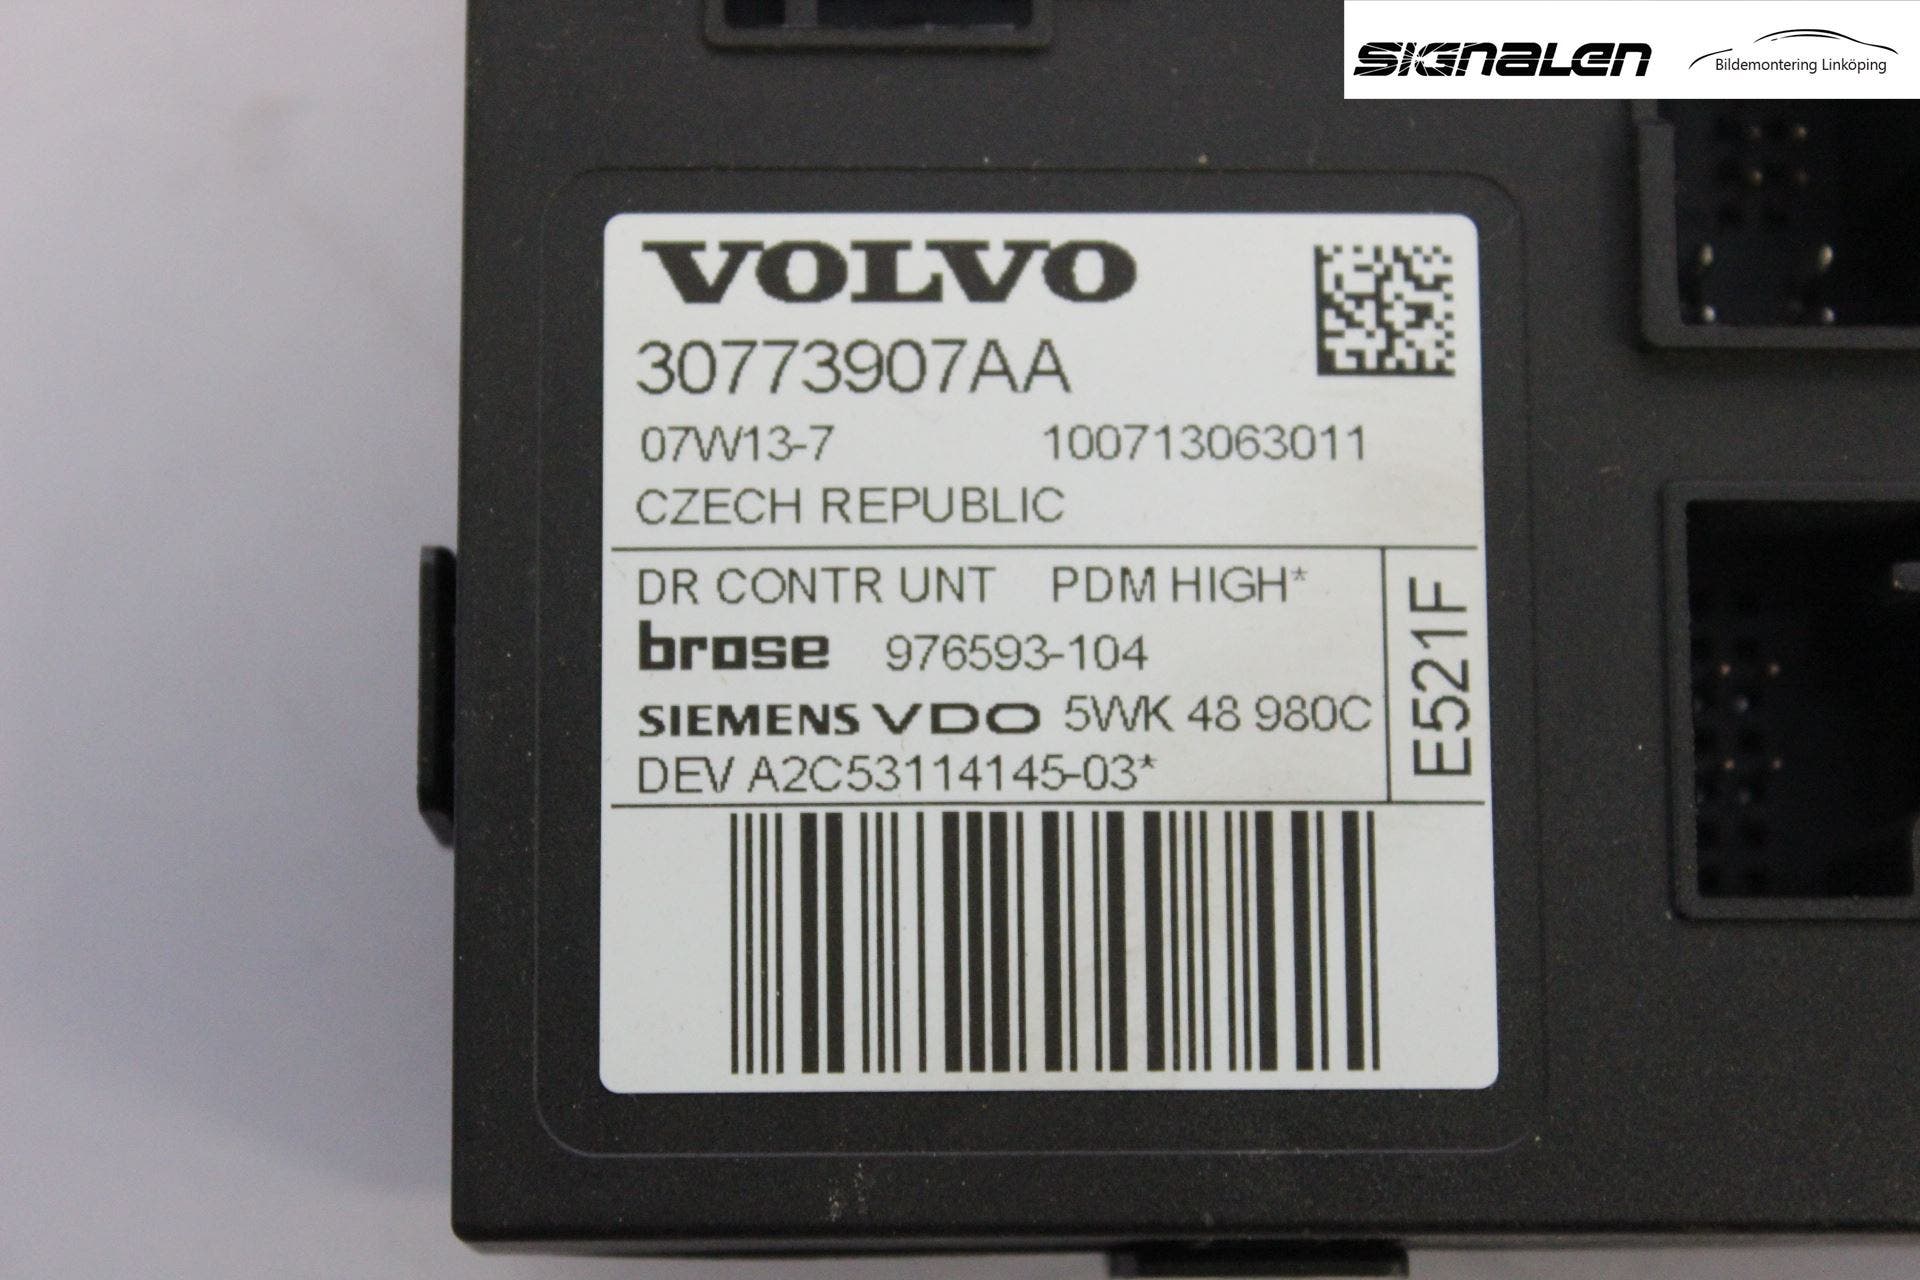 SIGNALEN
Bildemontering Linköping
VOLVO
30773907AA
07W13-7 100713063011
CZECH REPUBLIC
DR CONTR UNT PDM HIGH*
brose 976593-104
SIEMENS VDO 5WK 48 980C
DEV A2C53114145-03*
E521F